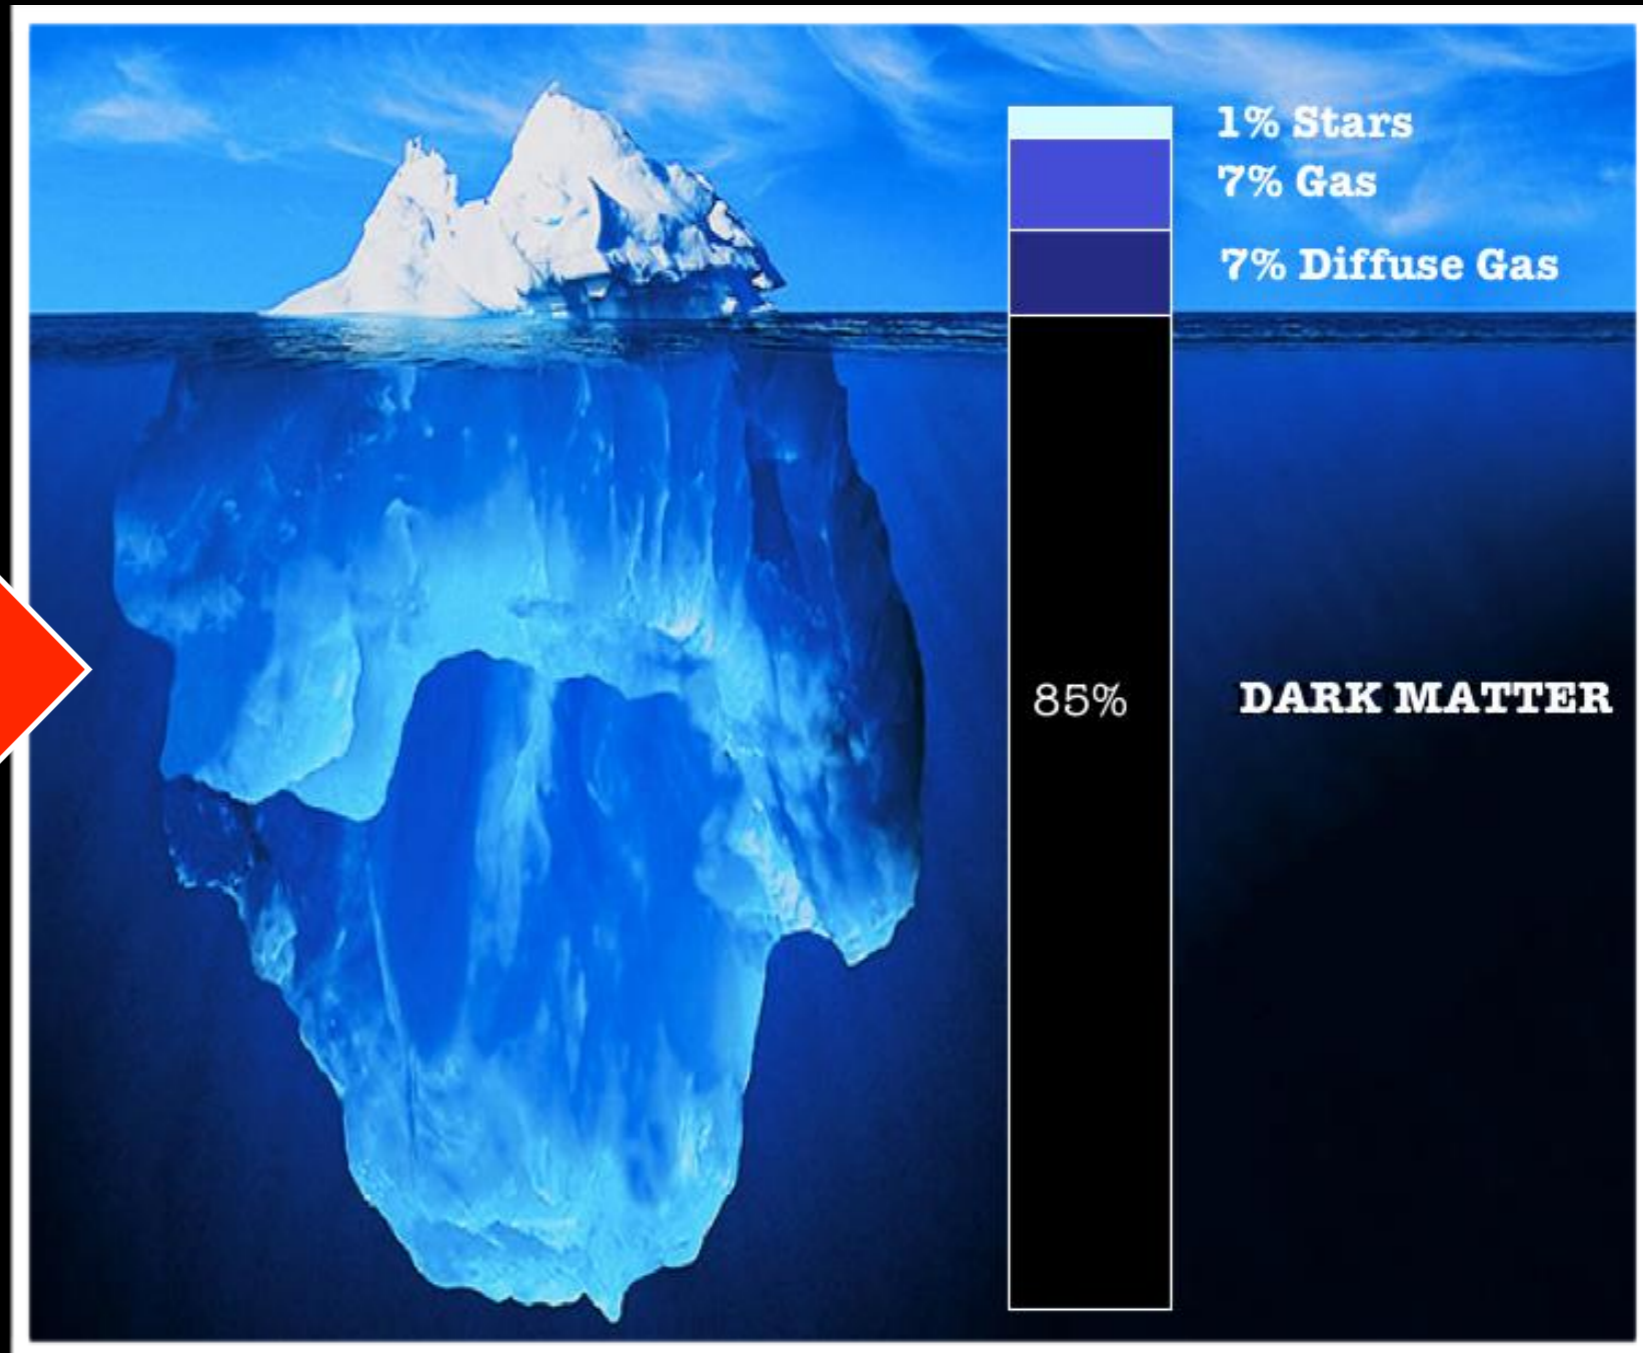 1% Stars
7% Gas
7% Diffuse Gas
85%
DARK MATTER